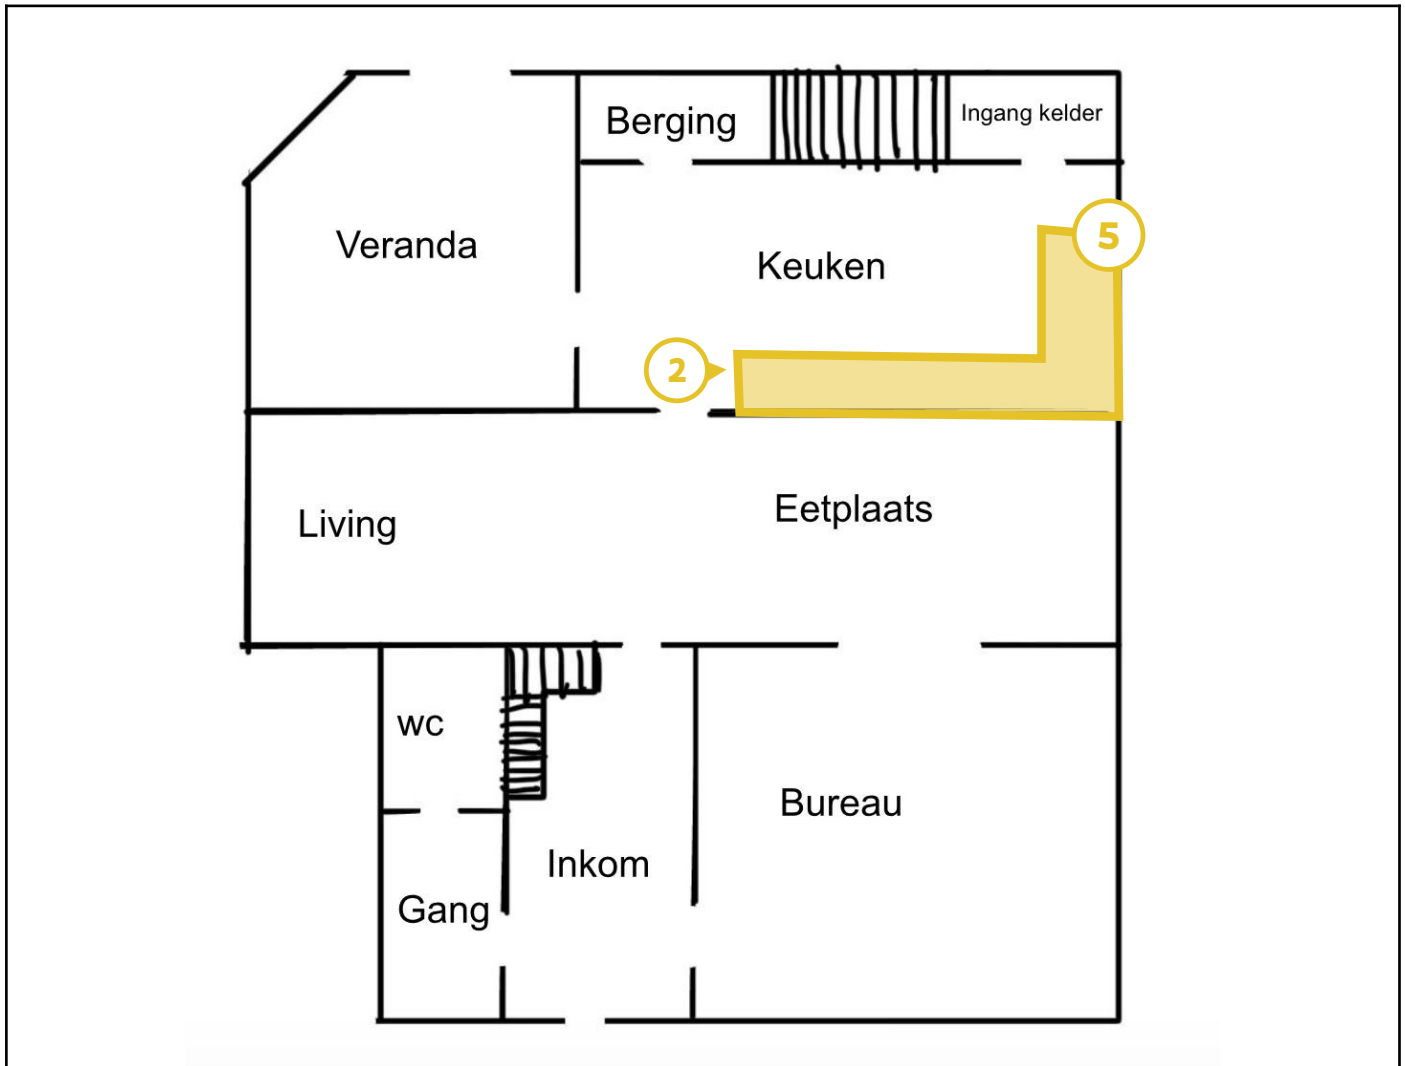 Berging
Ingang kelder
Veranda
Keuken
5
2
Living
Eetplaats
wc
Bureau
Inkom
Gang